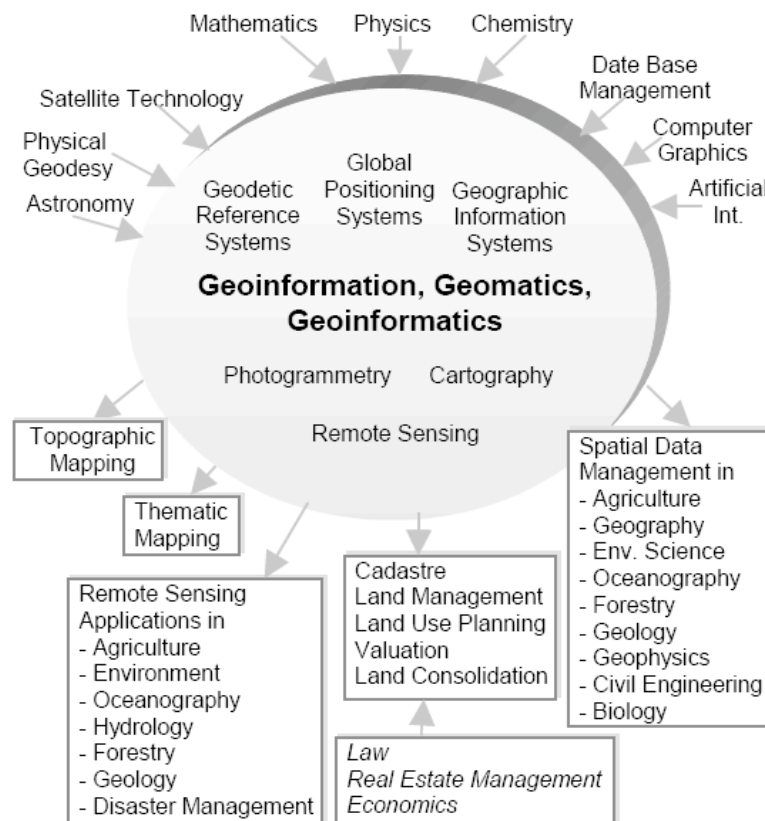 Mathematics
Physics
Chemistry
Satellite Technology
Date Base
Management
Physical
Geodesy
Computer
Graphics
Astronomy
Artificial
Int.
Geodetic
Reference
Systems
Global
Positioning
Systems
Geographic
Information
Systems
Geoinformation, Geomatics,
Geoinformatics
Photogrammetry
Cartography
Remote Sensing
Topographic
Mapping
Thematic
Mapping
Remote Sensing
Applications in
- Agriculture
- Environment
- Oceanography
- Hydrology
- Forestry
- Geology
- Disaster Management
Cadastre
Land Management
Land Use Planning
Valuation
Land Consolidation
Law
Real Estate Management
Economics
Spatial Data
Management in
- Agriculture
- Geography
- Env. Science
- Oceanography
- Forestry
- Geology
- Geophysics
- Civil Engineering
- Biology